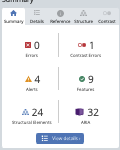 Summary
Summary Details Reference Structure Contrast
0 1
Errors Contrast Errors
4 9
Alerts Features
24 32
Structural Elements ARIA
View details ›